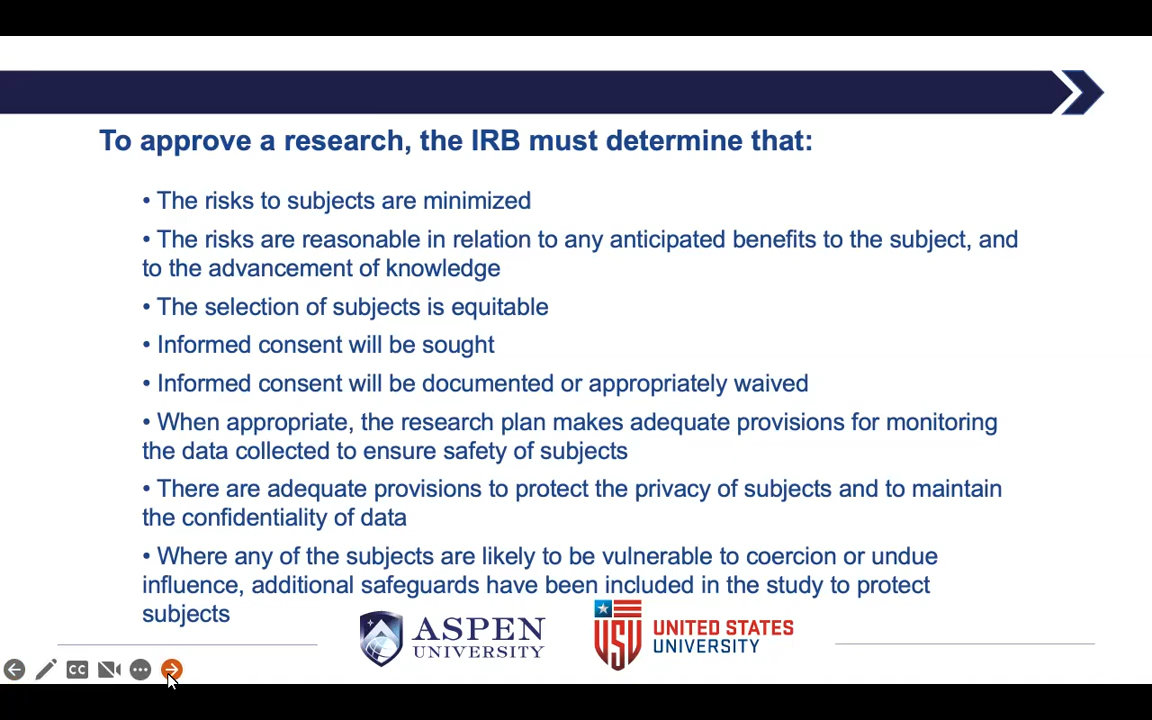 To approve a research, the IRB must determine that:
• The risks to subjects are minimized
• The risks are reasonable in relation to any anticipated benefits to the subject, and
to the advancement of knowledge
• The selection of subjects is equitable
• Informed consent will be sought
• Informed consent will be documented or appropriately waived
• When appropriate, the research plan makes adequate provisions for monitoring
the data collected to ensure safety of subjects
• There are adequate provisions to protect the privacy of subjects and to maintain
the confidentiality of data
• Where any of the subjects are likely to be vulnerable to coercion or undue
influence, additional safeguards have been included in the study to protect
subjects
ASPEN
UNIVERSITY
USU
UNITED STATES
UNIVERSITY
CC